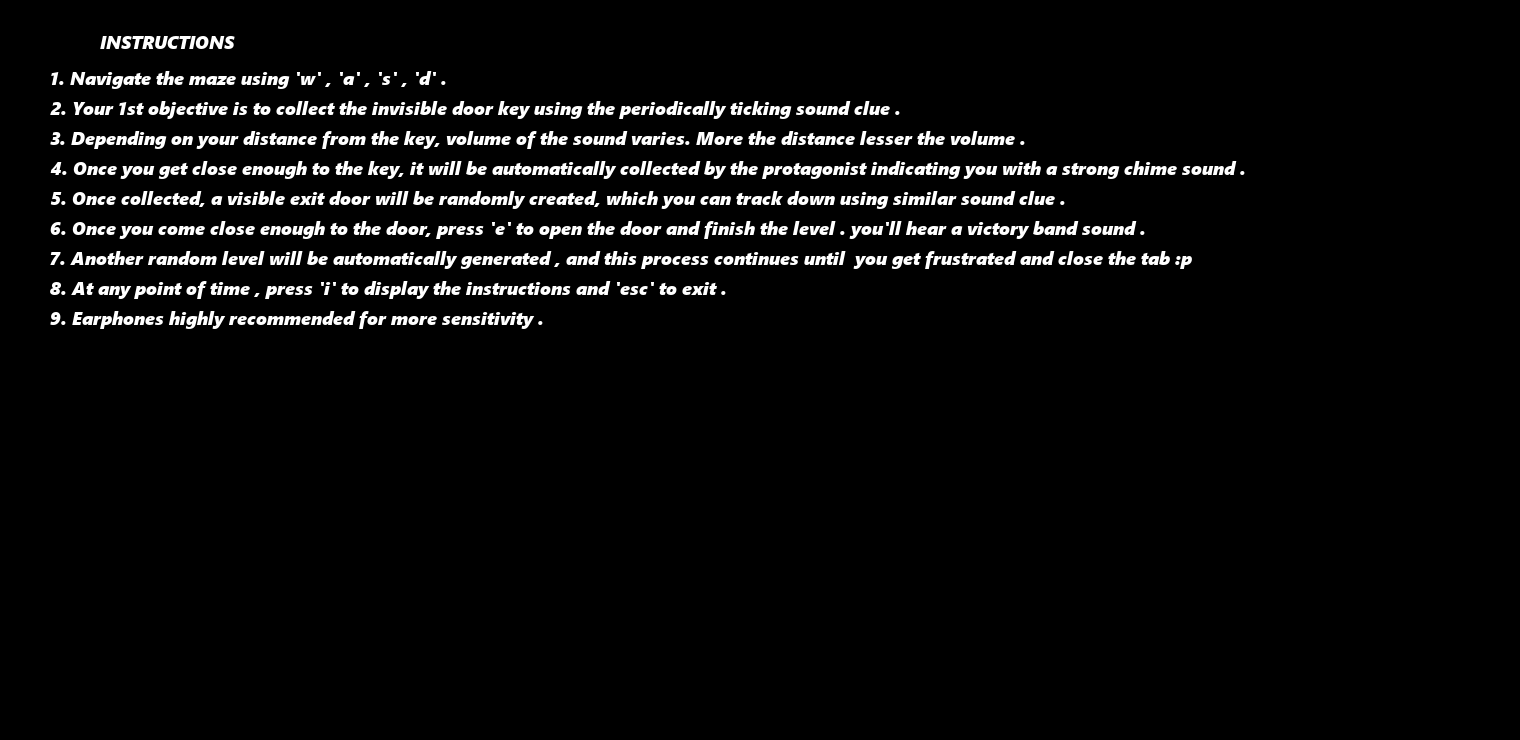 INSTRUCTIONS
1. Navigate the maze using 'w' , 'a' , 's' , 'd' .
2. Your 1st objective is to collect the invisible door key using the periodically ticking sound clue .
3. Depending on your distance from the key, volume of the sound varies. More the distance lesser the volume .
4. Once you get close enough to the key, it will be automatically collected by the protagonist indicating you with a strong chime sound .
5. Once collected, a visible exit door will be randomly created, which you can track down using similar sound clue .
6. Once you come close enough to the door, press 'e' to open the door and finish the level . you'll hear a victory band sound .
7. Another random level will be automatically generated , and this process continues until  you get frustrated and close the tab :p
8. At any point of time , press 'i' to display the instructions and 'esc' to exit .
9. Earphones highly recommended for more sensitivity .